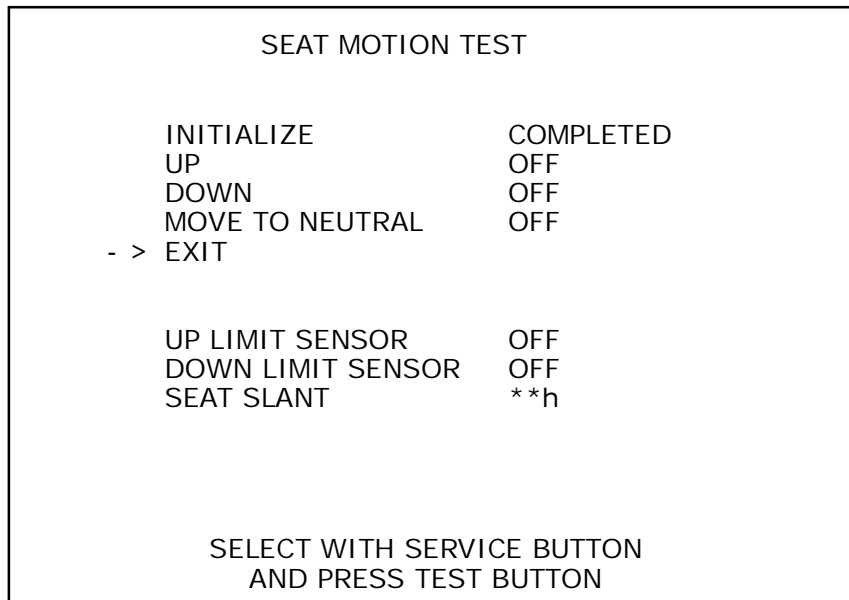 SEAT MOTION TEST
INITIALIZE COMPLETED
UP OFF
DOWN OFF
MOVE TO NEUTRAL OFF
- > EXIT
UP LIMIT SENSOR OFF
DOWN LIMIT SENSOR OFF
SEAT SLANT **h
SELECT WITH SERVICE BUTTON
AND PRESS TEST BUTTON